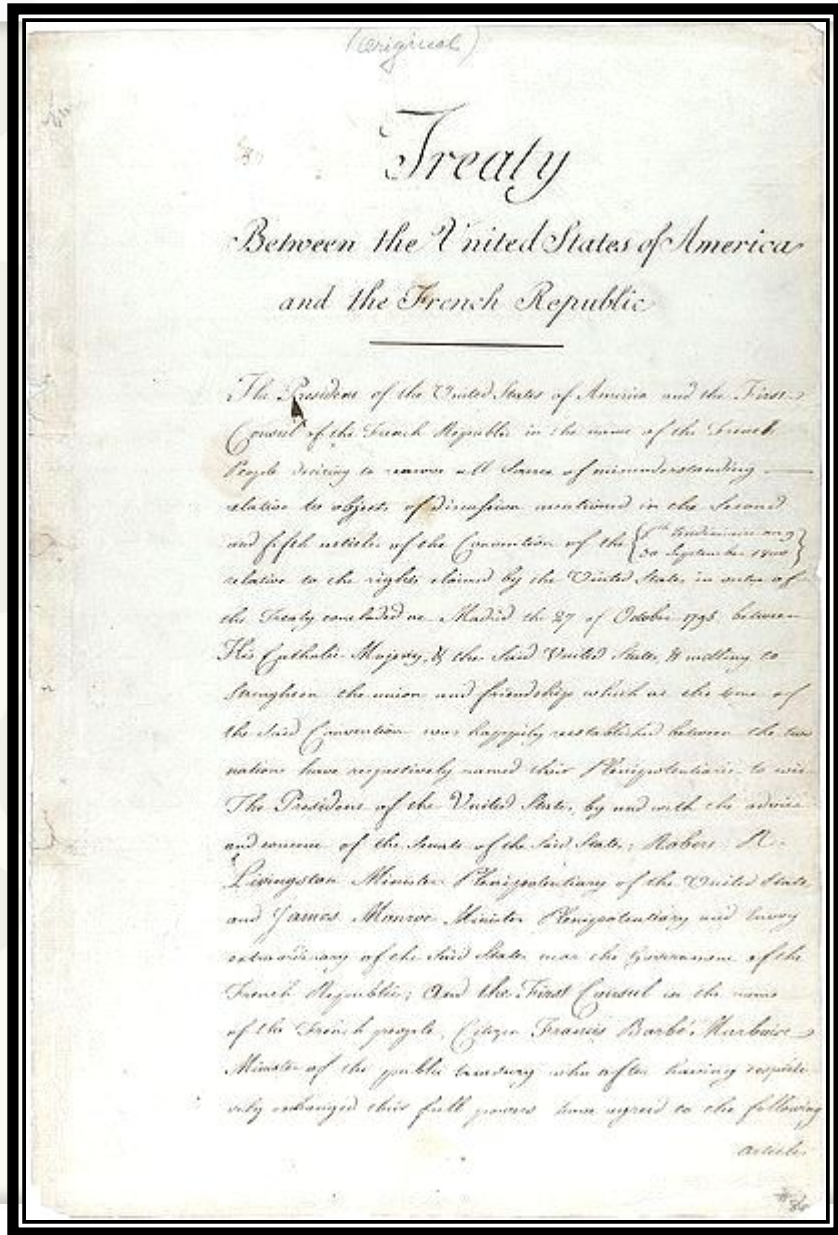 (Original)
Treaty
Between the United States of America
and the French Republic
The President of the United States of America and the First
Consul of the French Republic in the name of the French
People desiring to remove all Source of misunderstanding
relative to objects of discussion mentioned in the Second
and fifth articles of the Convention of the
30 September 1800
relative to the rights claimed by the United States in virtue of
the Treaty concluded at Madrid the 27 of October 1795, between
His Catholic Majesty, & the Said United States, & willing to
Strengthen the union and friendship which at the time of
the Said Convention was happily reestablished between the two
nations have respectively named their Plenipotentiaries to wit
The President of the United States, by and with the advice
and consent of the Senate of the Said States; Robert R.
Livingston Minister Plenipotentiary of the United States
and James Monroe Minister Plenipotentiary and Envoy
extraordinary of the Said States near the Government of the
French Republic; And the First Consul in the name
of the French people, Citizen Francis Barbé Marbois
Minister of the public treasury who after having respecti-
vely exchanged their full powers have agreed to the following
articles